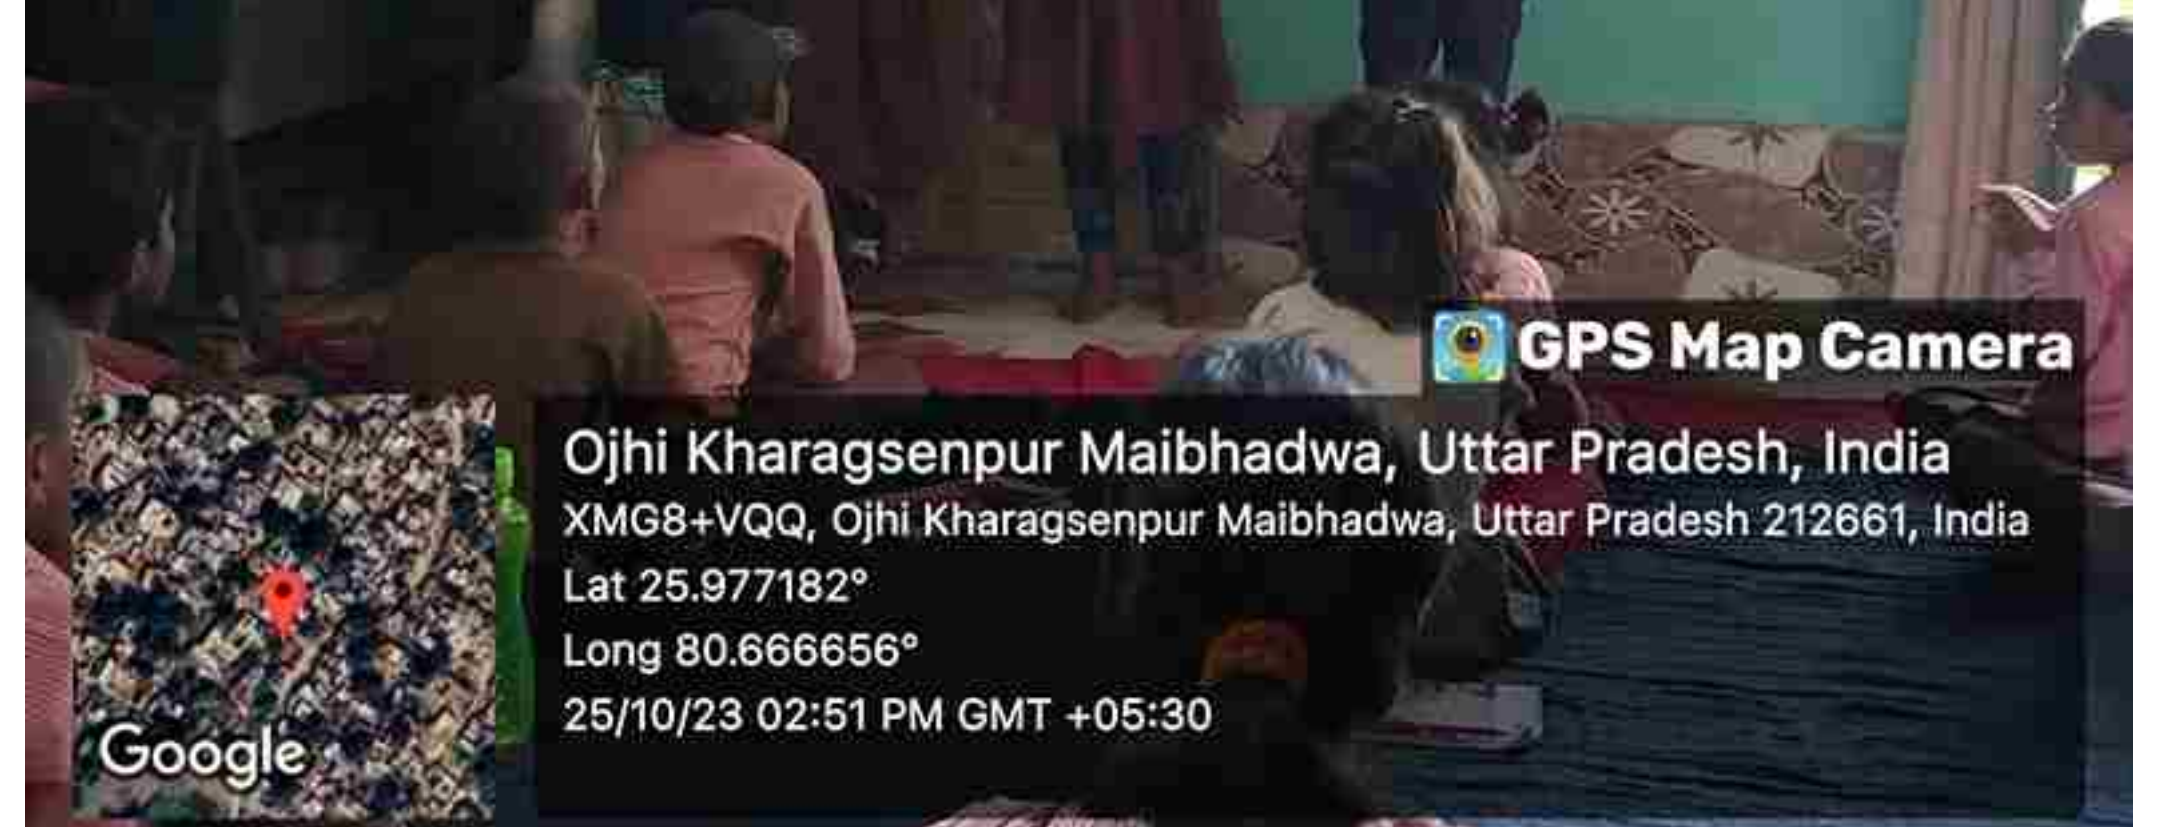 GPS Map Camera
Ojhi Kharagsenpur Maibhadwa, Uttar Pradesh, India
XMG8+VQQ, Ojhi Kharagsenpur Maibhadwa, Uttar Pradesh 212661, India
Lat 25.977182°
Long 80.666656°
25/10/23 02:51 PM GMT +05:30
Google